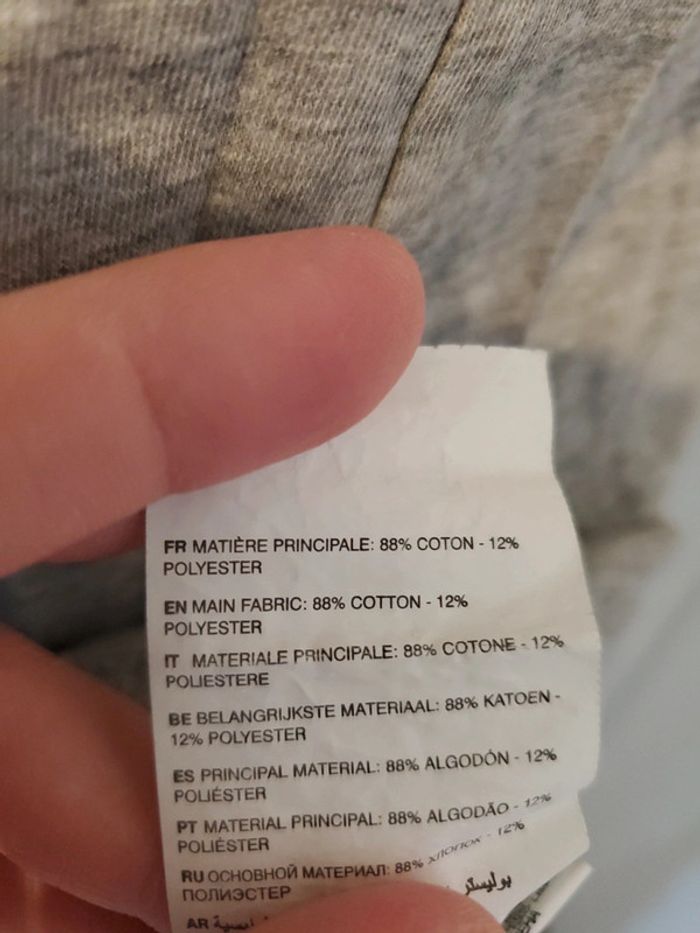 FR MATIÈRE PRINCIPALE: 88% COTON - 12%
POLYESTER
EN MAIN FABRIC: 88% COTTON - 12%
POLYESTER
IT MATERIALE PRINCIPALE: 88% COTONE - 12%
POLIESTERE
BE BELANGRIJKSTE MATERIAAL: 88% KATOEN -
12% POLYESTER
ES PRINCIPAL MATERIAL: 88% ALGODÓN - 12%
POLIÉSTER
PT MATERIAL PRINCIPAL: 88% ALGODÃO - 12%
POLIÉSTER
RU ОСНОВНОЙ МАТЕРИАЛ: 88% ХЛОПОК - 12%
ПОЛИЭСТЕР
AR بوليستر